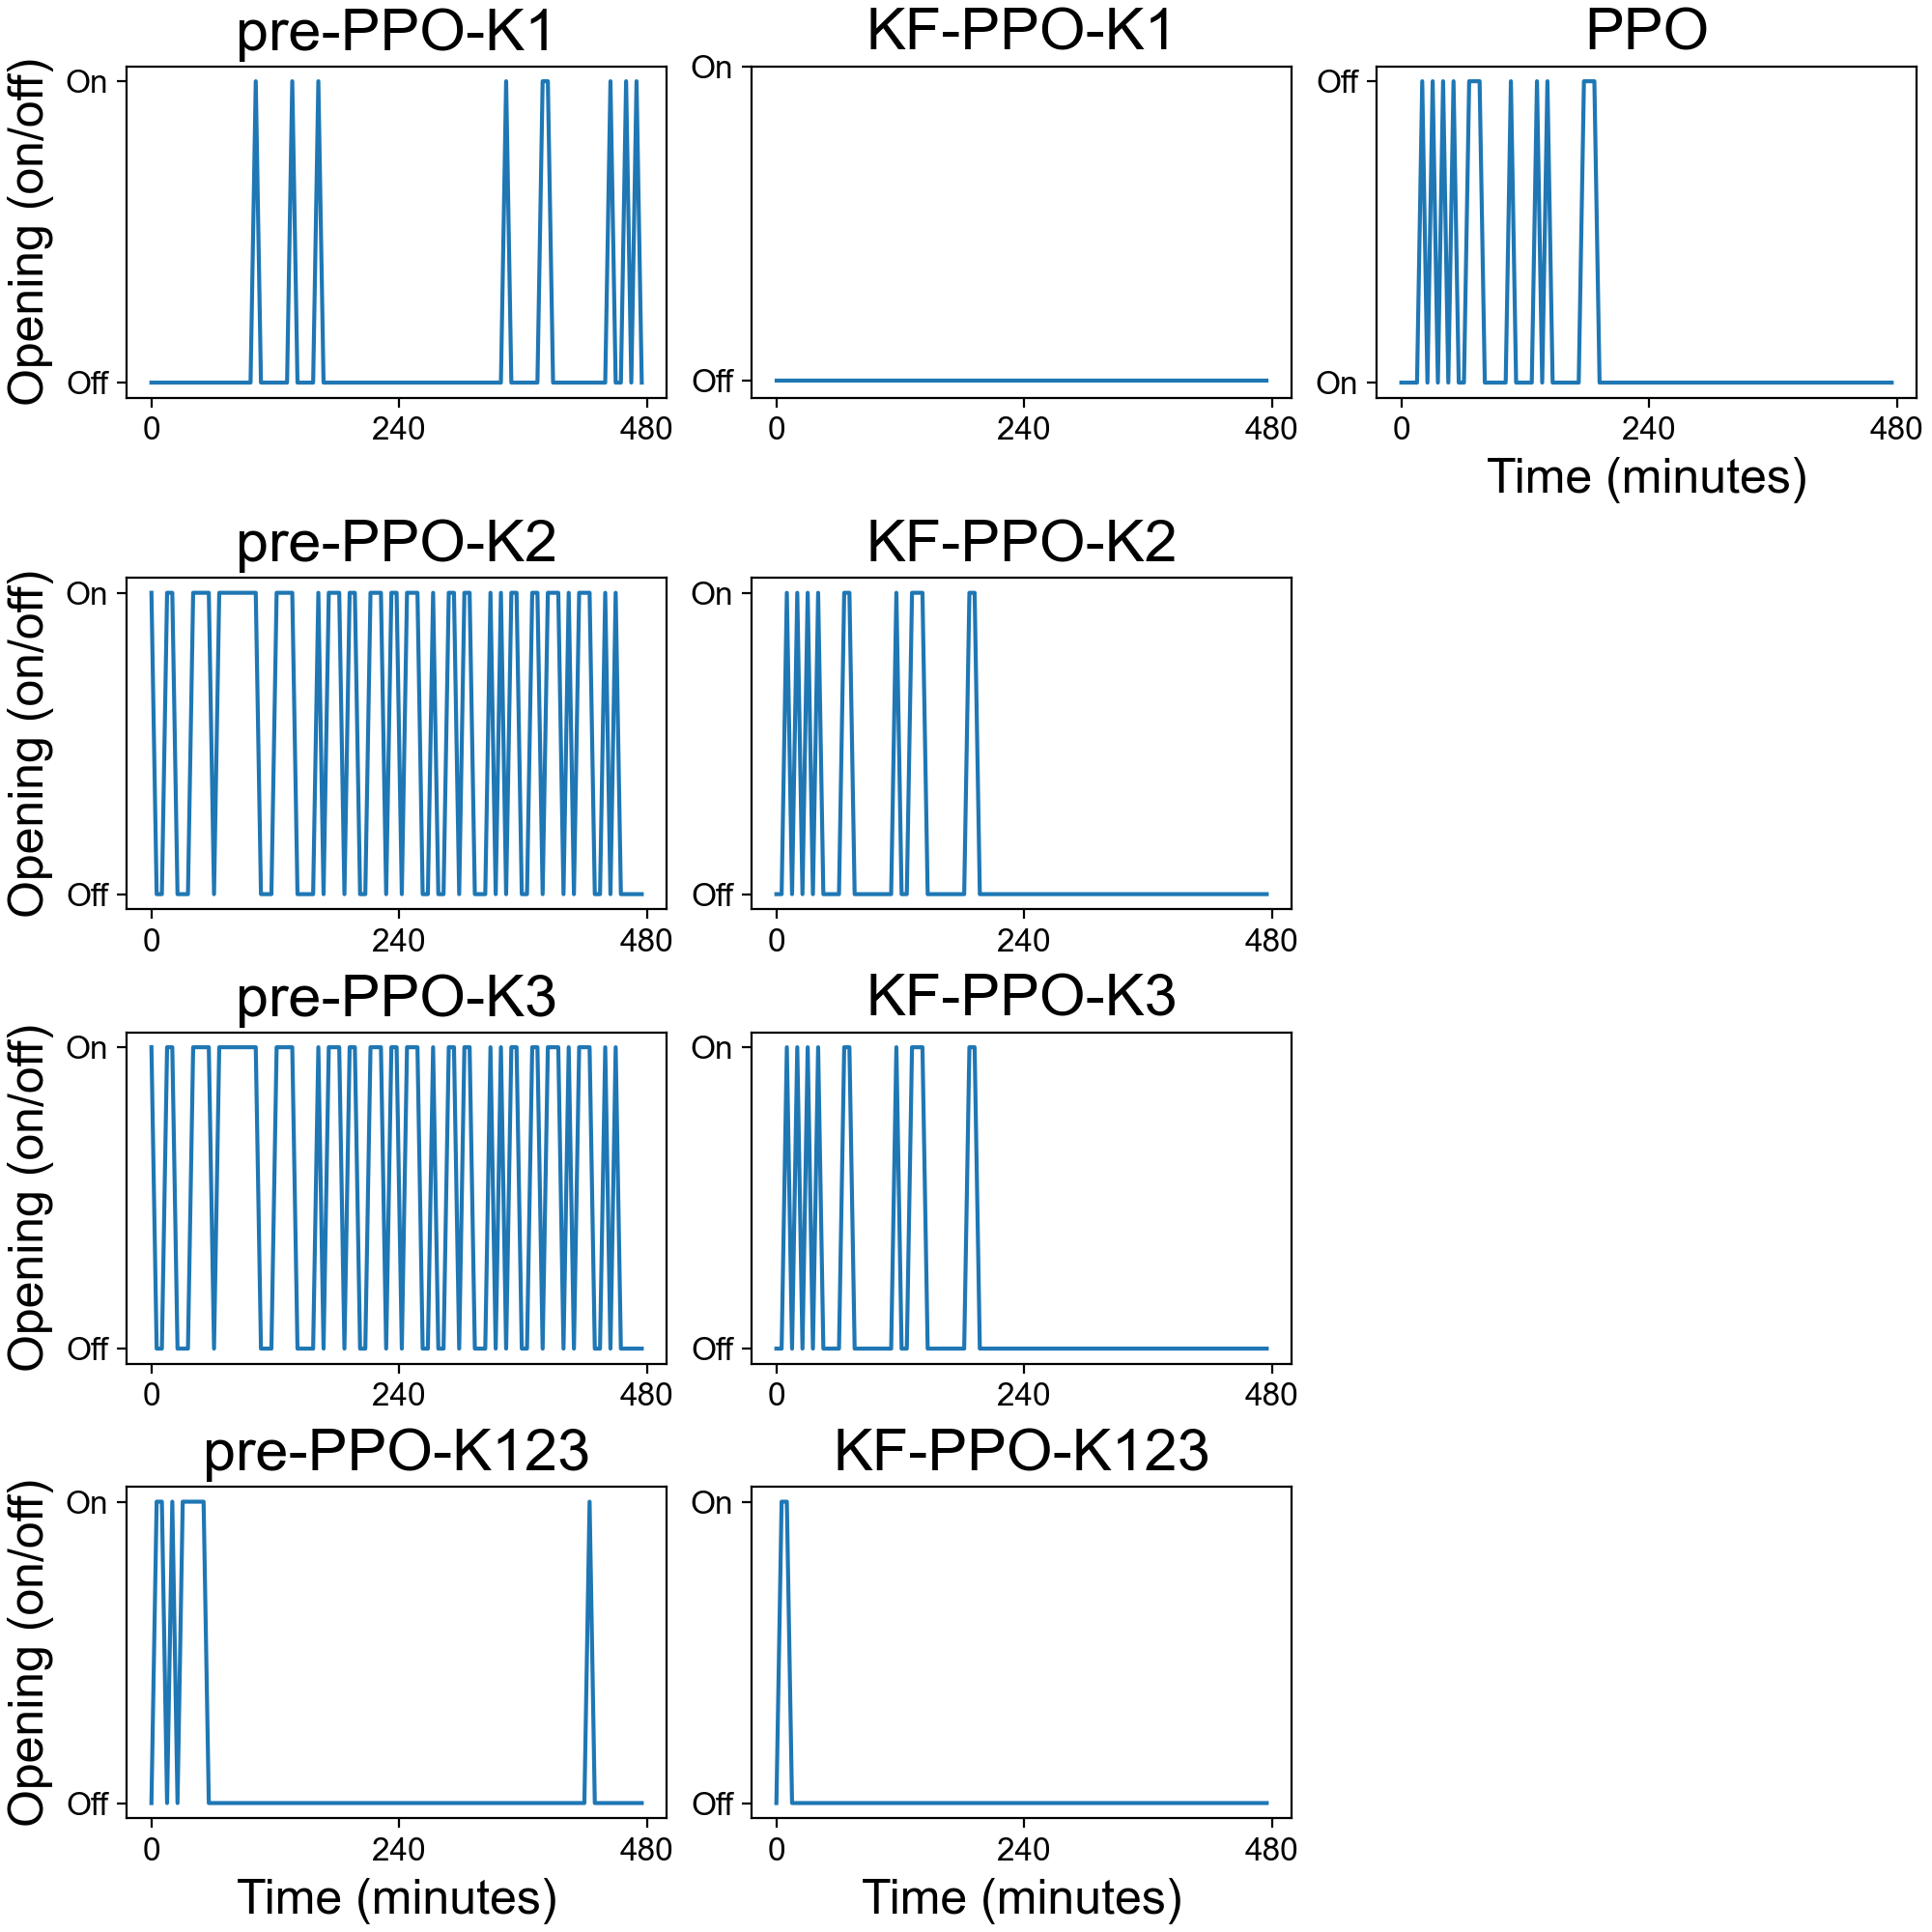 pre-PPO-K1
KF-PPO-K1
PPO
Opening (on/off)
On
Off
0
240
480
On
Off
0
240
480
Off
On
0
240
480
Time (minutes)
pre-PPO-K2
KF-PPO-K2
Opening (on/off)
On
Off
0
240
480
On
Off
0
240
480
pre-PPO-K3
KF-PPO-K3
Opening (on/off)
On
Off
0
240
480
On
Off
0
240
480
pre-PPO-K123
KF-PPO-K123
Opening (on/off)
On
Off
0
240
480
Time (minutes)
On
Off
0
240
480
Time (minutes)